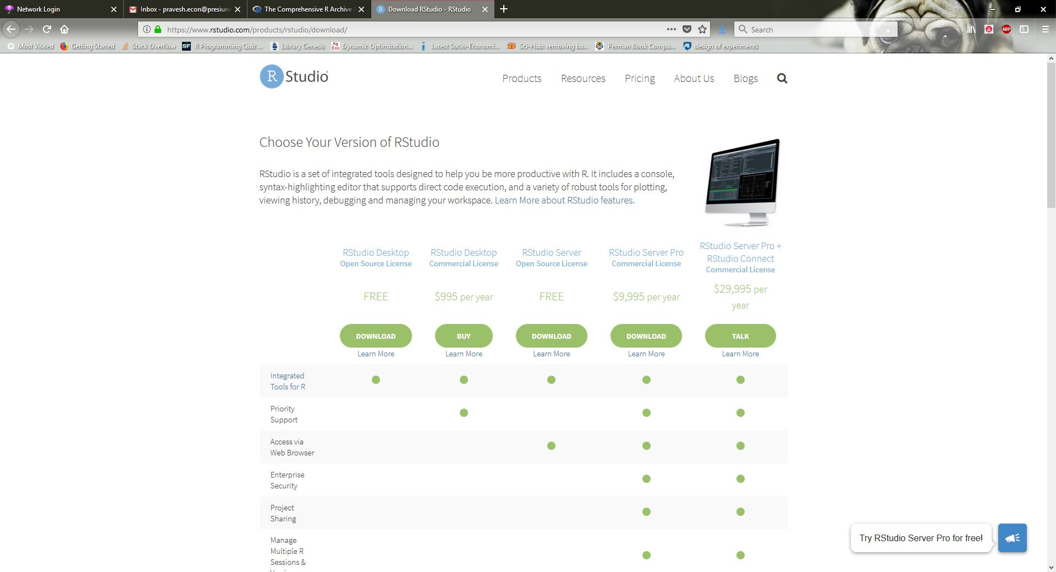 Network Login
Inbox - pravesh.econ@presiun
The Comprehensive R Archive
Download RStudio - RStudio
https://www.rstudio.com/products/rstudio/download/
Search
Most Visited
Getting Started
Stack Overflow
R Programming Quiz ...
Library Genesis
Dynamic Optimization...
Latest Socio-Economi...
Sci-Hub: removing ba...
Penman Book Compa...
design of experiments
R Studio
Products
Resources
Pricing
About Us
Blogs
Choose Your Version of RStudio
RStudio is a set of integrated tools designed to help you be more productive with R. It includes a console,
syntax-highlighting editor that supports direct code execution, and a variety of robust tools for plotting,
viewing history, debugging and managing your workspace. Learn More about RStudio features.
RStudio Desktop
Open Source License
FREE
DOWNLOAD
Learn More
RStudio Desktop
Commercial License
$995 per year
BUY
Learn More
RStudio Server
Open Source License
FREE
DOWNLOAD
Learn More
RStudio Server Pro
Commercial License
$9,995 per year
DOWNLOAD
Learn More
RStudio Server Pro +
RStudio Connect
Commercial License
$29,995 per
year
TALK
Learn More
Integrated
Tools for R
Priority
Support
Access via
Web Browser
Enterprise
Security
Project
Sharing
Manage
Multiple R
Sessions &
Try RStudio Server Pro for free!